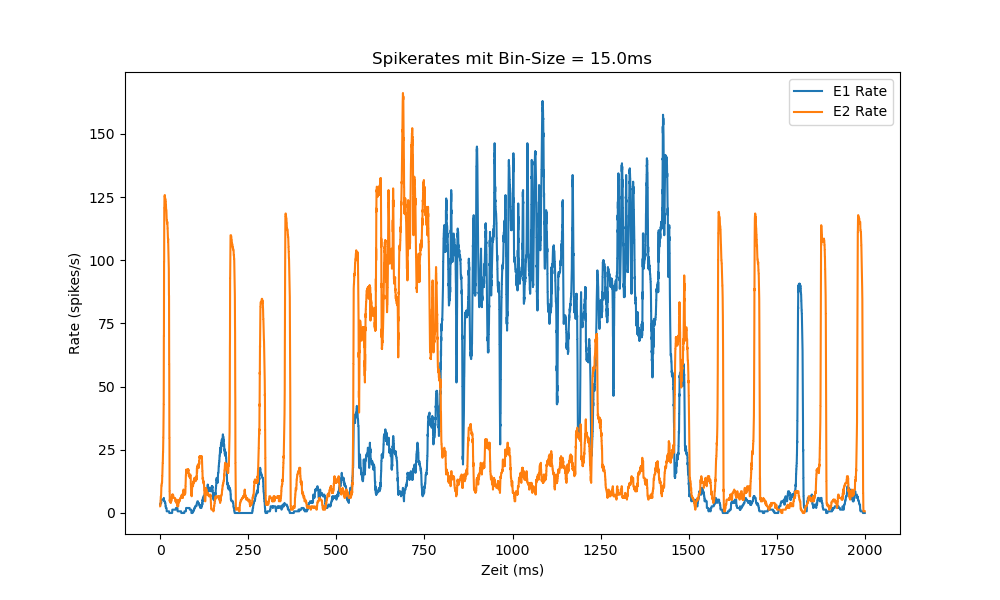 Spikerates mit Bin-Size = 15.0ms
E1 Rate
E2 Rate
Rate (spikes/s)
150
125
100
75
50
25
0
0 250 500 750 1000 1250 1500 1750 2000
Zeit (ms)